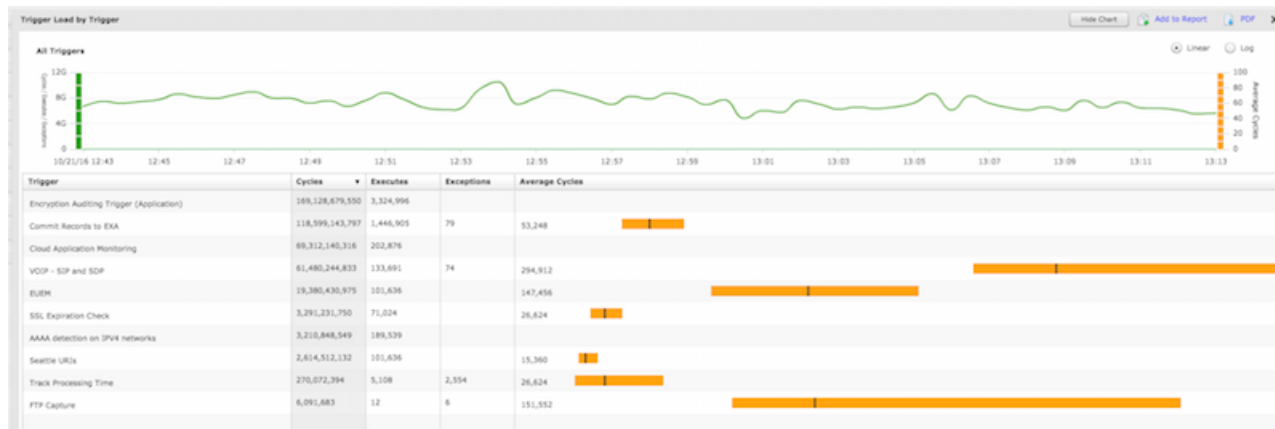 Trigger Load by Trigger Hide Chart Add to Report PDF X
All Triggers Linear Log
12G 100
8G 80
60
4G 40
20
0 0
Cycles / Executes / Exceptions
Average Cycles
10/21/16 12:43 12:45 12:47 12:49 12:51 12:53 12:55 12:57 12:59 13:01 13:03 13:05 13:07 13:09 13:11 13:13
Trigger Cycles Executes Exceptions Average Cycles
Encryption Auditing Trigger (Application) 169,128,679,550 3,324,996
Commit Records to EXA 118,599,143,797 1,446,905 79 53,248
Cloud Application Monitoring 69,312,140,316 202,876
VOIP - SIP and SDP 61,480,244,833 133,691 74 294,912
EUEM 19,380,430,975 101,636 147,456
SSL Expiration Check 3,291,231,750 71,024 26,624
AAAA detection on IPV4 networks 3,210,848,549 189,539
Seattle URIs 2,614,512,132 101,636 15,360
Track Processing Time 270,072,394 5,108 2,554 26,624
FTP Capture 6,091,683 12 6 151,552